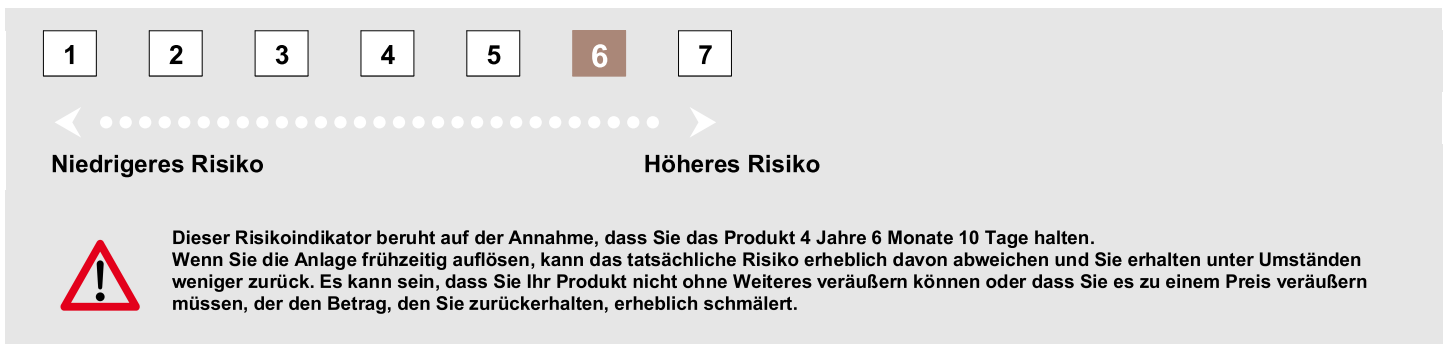 1 2 3 4 5 6 7
Niedrigeres Risiko Höheres Risiko
Dieser Risikoindikator beruht auf der Annahme, dass Sie das Produkt 4 Jahre 6 Monate 10 Tage halten.
Wenn Sie die Anlage frühzeitig auflösen, kann das tatsächliche Risiko erheblich davon abweichen und Sie erhalten unter Umständen
weniger zurück. Es kann sein, dass Sie Ihr Produkt nicht ohne Weiteres veräußern können oder dass Sie es zu einem Preis veräußern
müssen, der den Betrag, den Sie zurückerhalten, erheblich schmälert.